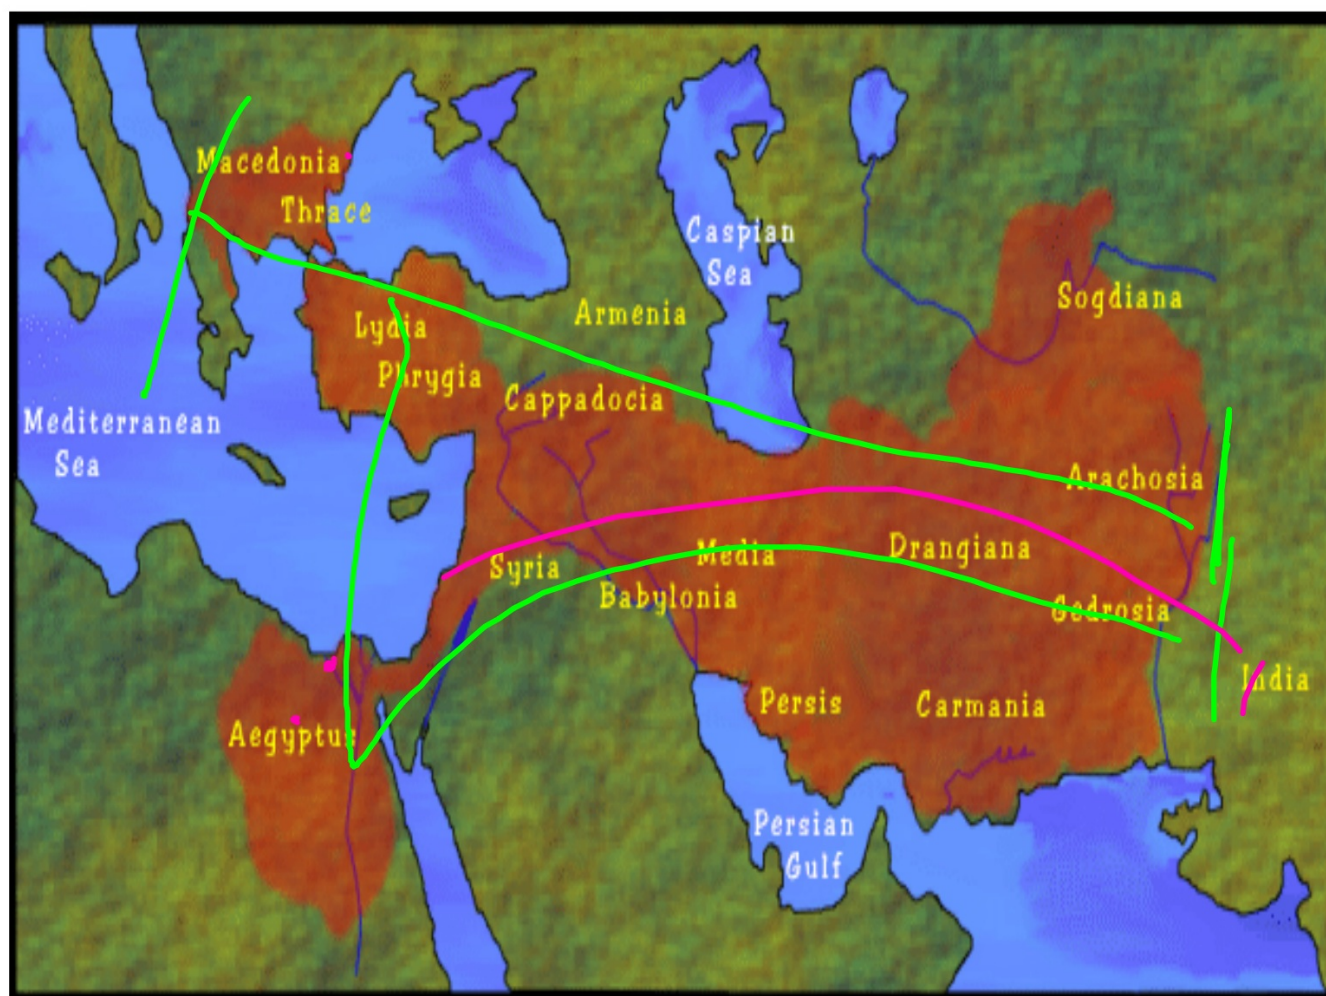 Macedonia
Thrace
Caspian
Sea
Sogdiana
Armenia
Lydia
Phrygia
Cappadocia
Mediterranean
Sea
Arachosia
Syria
Media
Drangiana
Babylonia
Gedrosia
India
Persis
Carmania
Aegyptus
Persian
Gulf